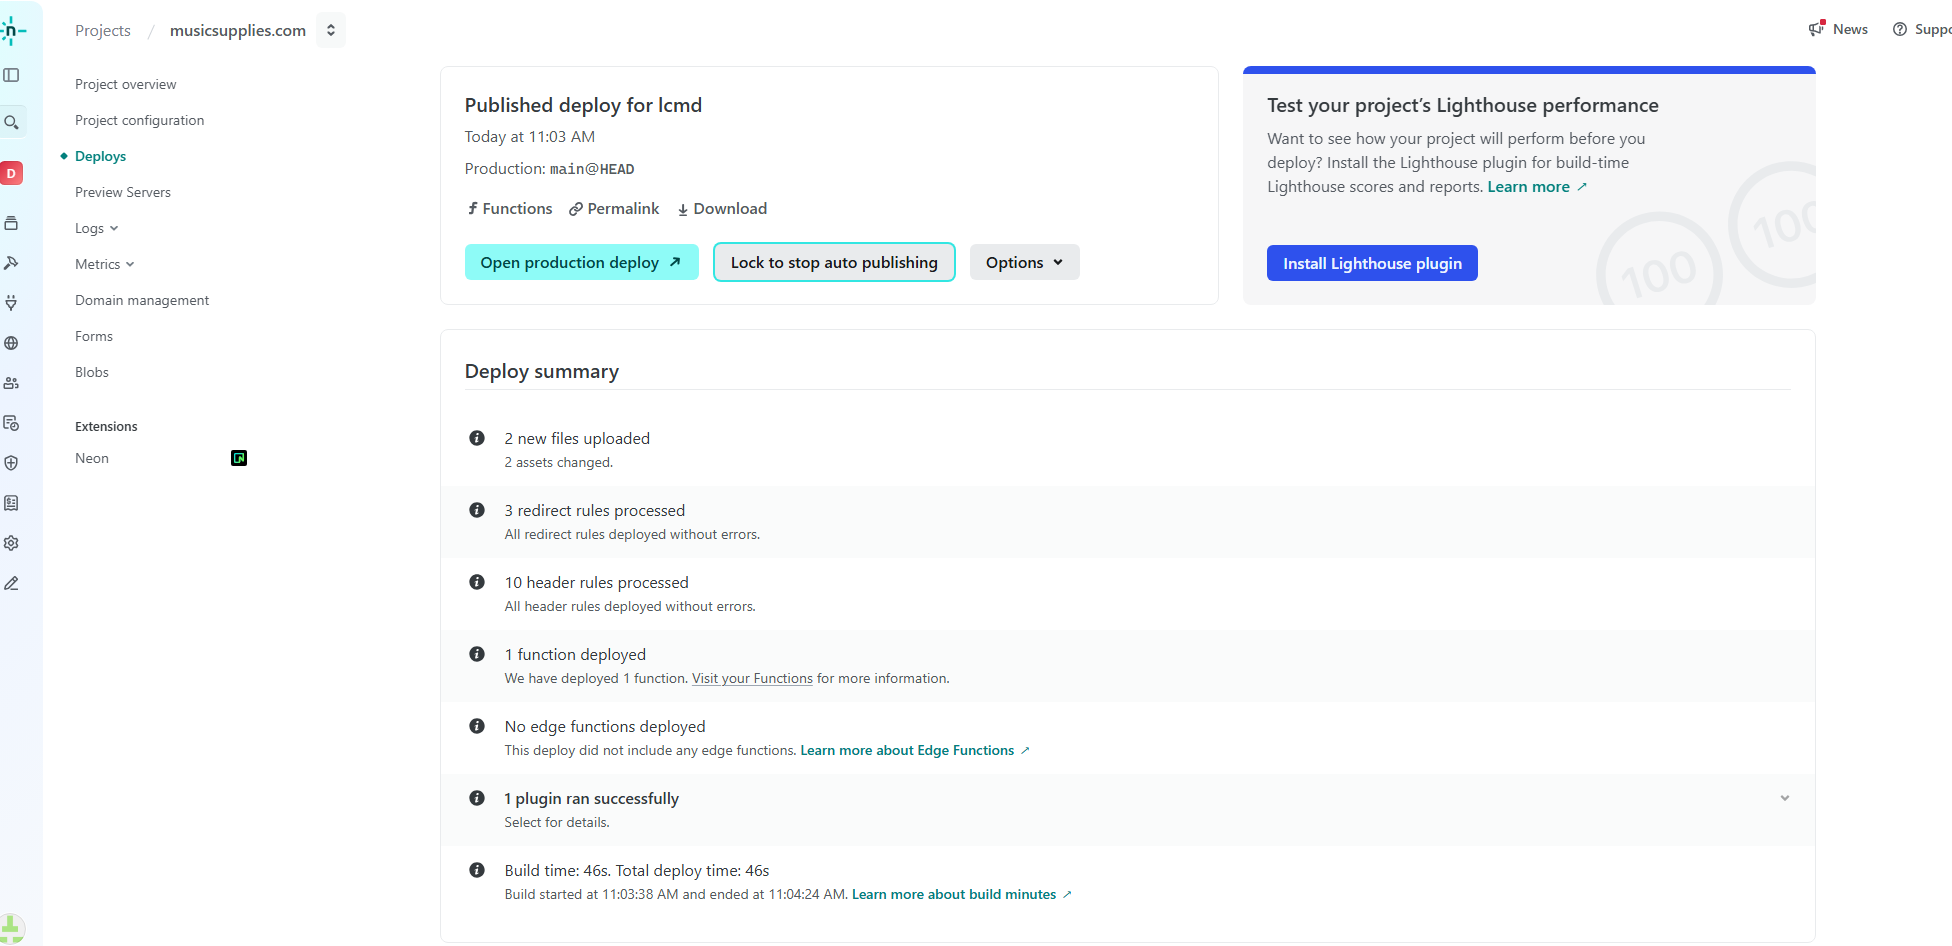 Projects / musicsupplies.com
News
Suppo
Project overview
Project configuration
Deploys
Preview Servers
Logs
Metrics
Domain management
Forms
Blobs
Extensions
Neon
D
Published deploy for lcmd
Today at 11:03 AM
Production: main@HEAD
Functions Permalink Download
Open production deploy Lock to stop auto publishing Options
Test your project's Lighthouse performance
Want to see how your project will perform before you
deploy? Install the Lighthouse plugin for build-time
Lighthouse scores and reports. Learn more
Install Lighthouse plugin
100
100
Deploy summary
2 new files uploaded
2 assets changed.
3 redirect rules processed
All redirect rules deployed without errors.
10 header rules processed
All header rules deployed without errors.
1 function deployed
We have deployed 1 function. Visit your Functions for more information.
No edge functions deployed
This deploy did not include any edge functions. Learn more about Edge Functions
1 plugin ran successfully
Select for details.
Build time: 46s. Total deploy time: 46s
Build started at 11:03:38 AM and ended at 11:04:24 AM. Learn more about build minutes